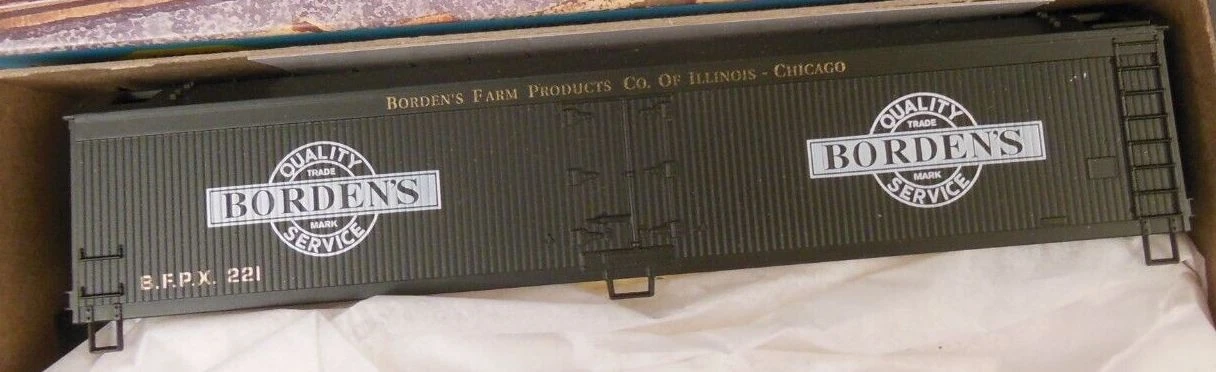 BORDEN'S FARM PRODUCTS CO. OF ILLINOIS - CHICAGO
QUALITY
TRADE
BORDEN'S
MARK
SERVICE
QUALITY
TRADE
BORDEN'S
MARK
SERVICE
B.F.P.X. 221